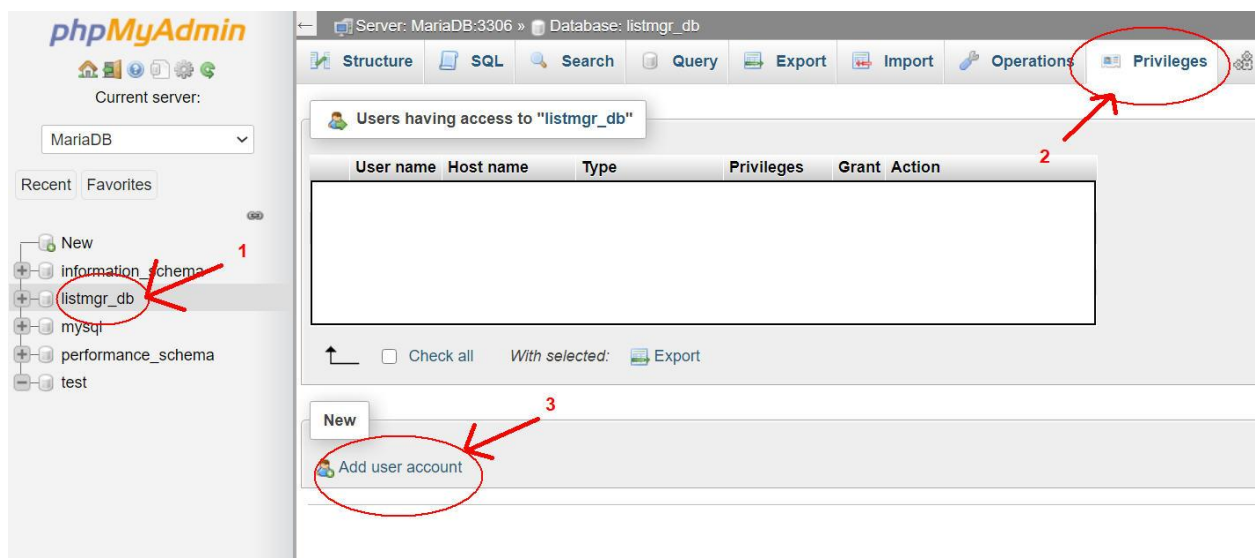 phpMyAdmin
Current server:
MariaDB
Recent Favorites
New
1
information_schema
listmgr_db
mysql
performance_schema
test
Server: MariaDB:3306 » Database: listmgr_db
Structure SQL Search Query Export Import Operations Privileges
2
Users having access to "listmgr_db"
User name Host name Type Privileges Grant Action
Check all With selected: Export
New
3
Add user account